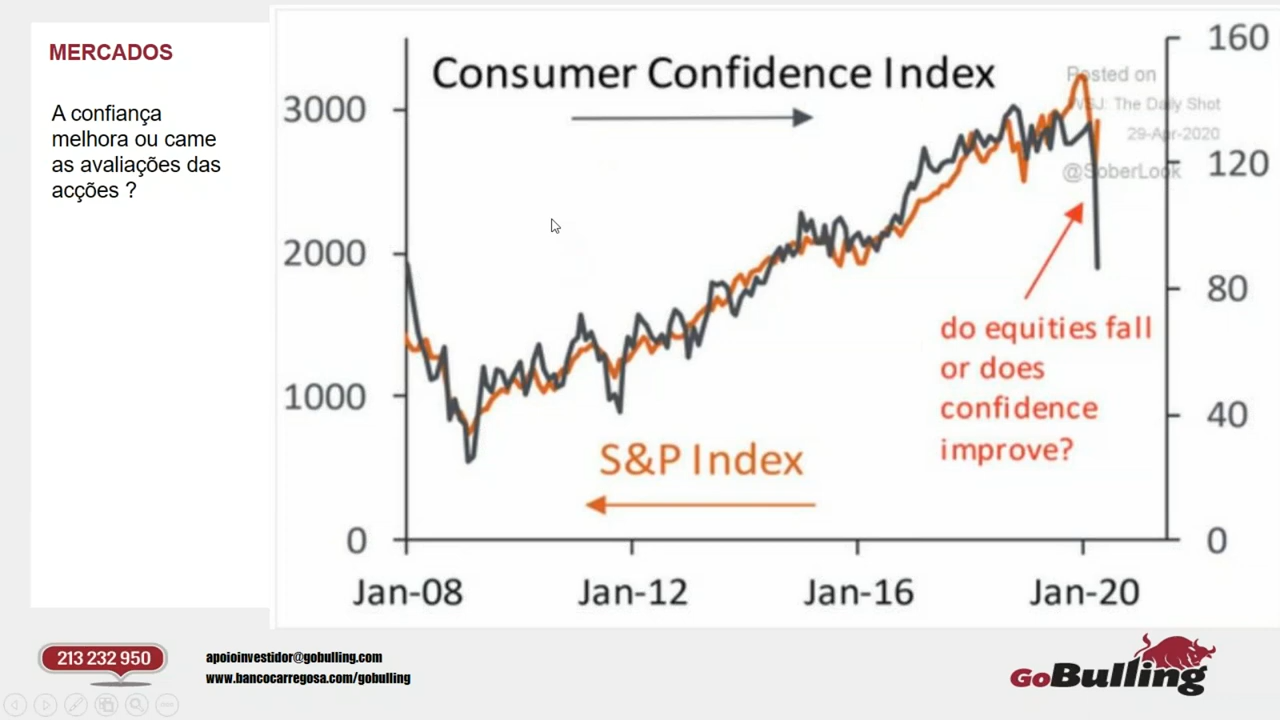 MERCADOS
A confiança
melhora ou came
as avaliações das
acções ?
Consumer Confidence Index
Posted on
WSJ: The Daily Shot
29-Apr-2020
@SoberLook
160
3000
120
2000
80
do equities fall
or does
confidence
improve?
1000
40
S&P Index
0
0
Jan-08
Jan-12
Jan-16
Jan-20
213 232 950
apoioinvestidor@gobulling.com
www.bancocarregosa.com/gobulling
GoBulling